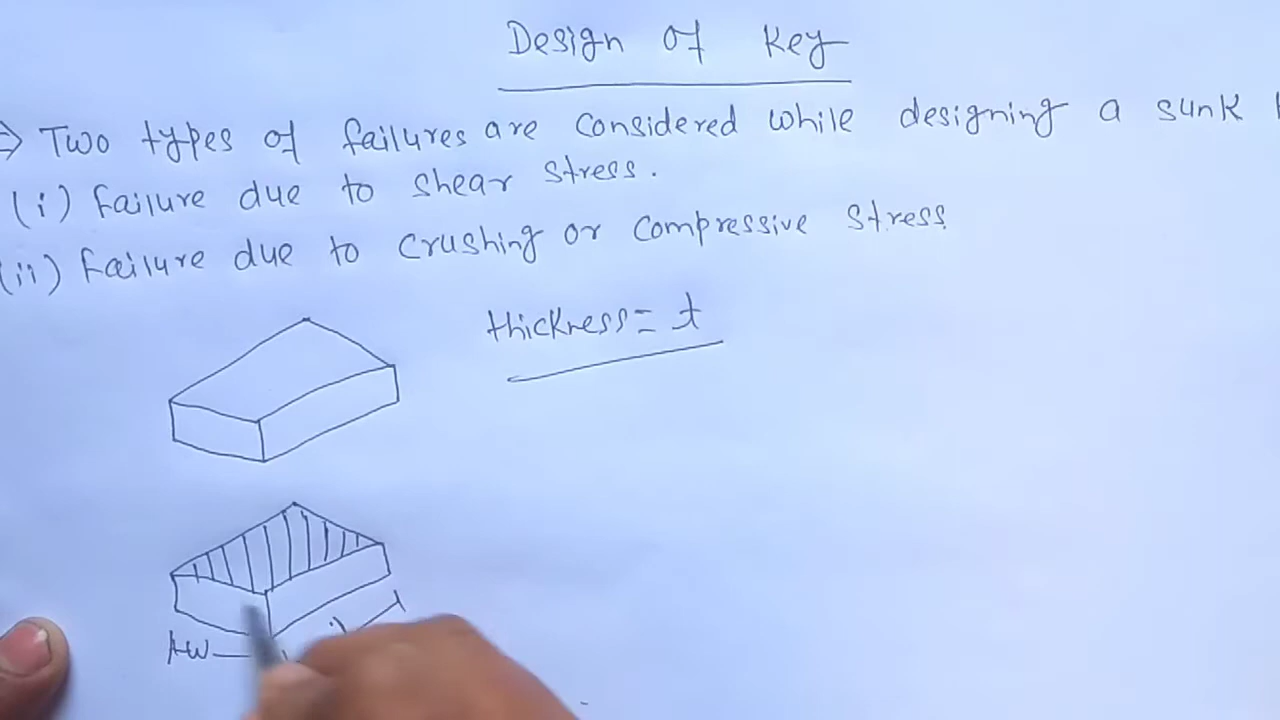 Design of Key
⇒ Two types of failures are considered while designing a sunk
(i) Failure due to shear stress.
(ii) Failure due to crushing or compressive stress
thickness = t
w